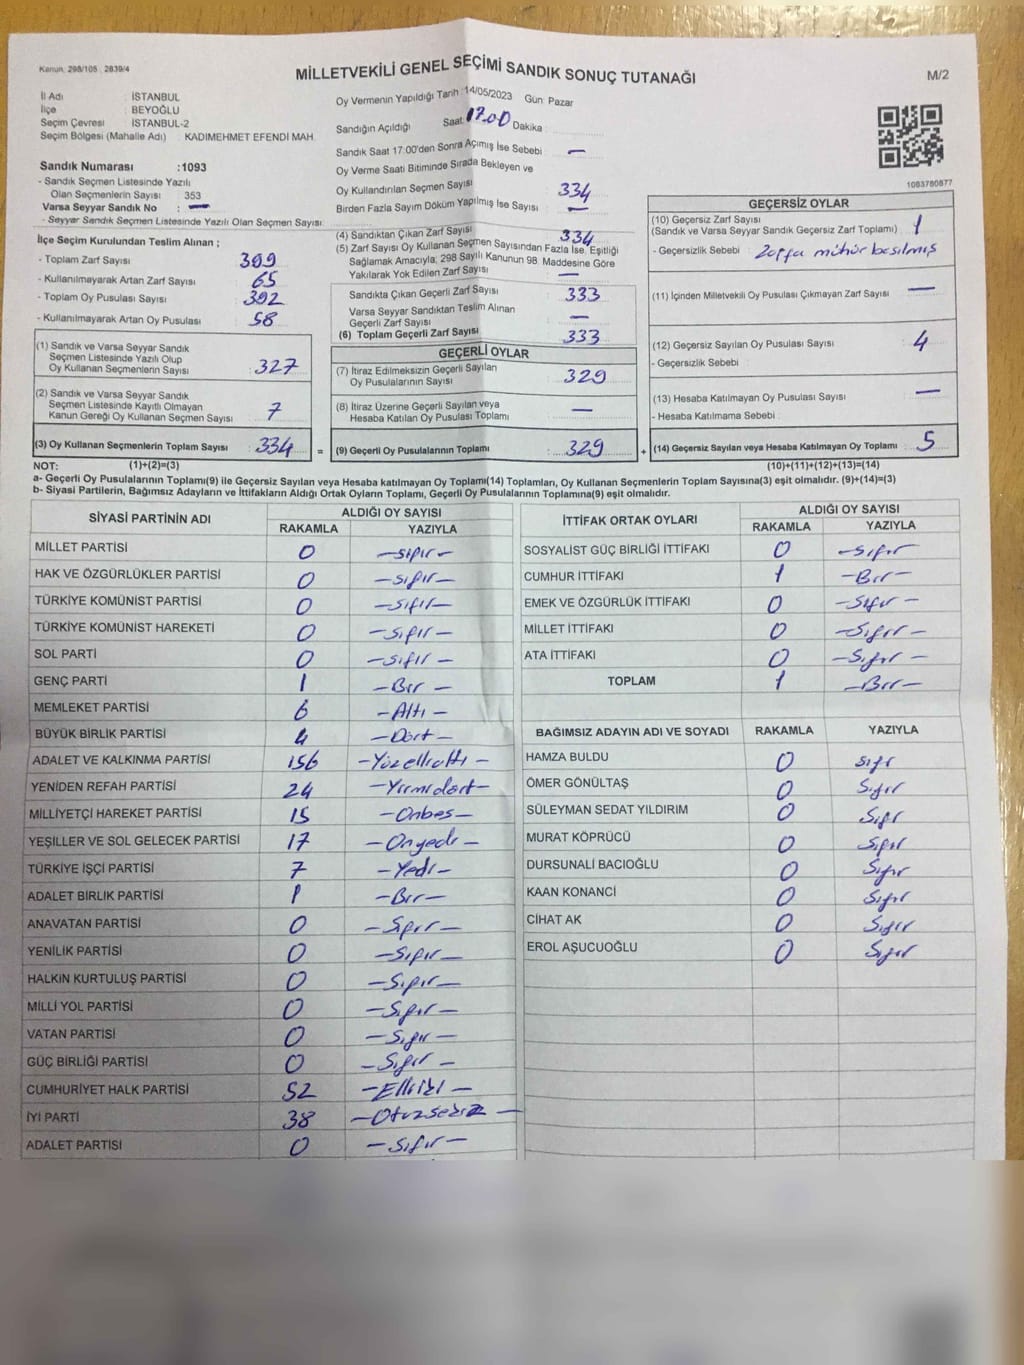 Kanun, 298/105 , 2839/4
MİLLETVEKİLİ GENEL SEÇİMİ SANDIK SONUÇ TUTANAĞI
M/2
İl Adı : İSTANBUL
İlçe : BEYOĞLU
Seçim Çevresi : İSTANBUL-2
Seçim Bölgesi (Mahalle Adı) : KADIMEHMET EFENDİ MAH.
Sandık Numarası :1093
- Sandık Seçmen Listesinde Yazılı
Olan Seçmenlerin Sayısı : 353
Varsa Seyyar Sandık No : —
- Seyyar Sandık Seçmen Listesinde Yazılı Olan Seçmen Sayısı:
Oy Vermenin Yapıldığı Tarih :14/05/2023 Gün: Pazar
Sandığın Açıldığı Saat 17.00 Dakika :
Sandık Saat 17:00'den Sonra Açımış İse Sebebi : —
Oy Verme Saati Bitiminde Sırada Bekleyen ve
Oy Kullandırılan Seçmen Sayısı : 334
Birden Fazla Sayım Döküm Yapılmış İse Sayısı : —
1083780877
İlçe Seçim Kurulundan Teslim Alınan ;
- Toplam Zarf Sayısı : 399
- Kullanılmayarak Artan Zarf Sayısı : 65
- Toplam Oy Pusulası Sayısı : 392
- Kullanılmayarak Artan Oy Pusulası : 58
(4) Sandıktan Çıkan Zarf Sayısı : 334
(5) Zarf Sayısı Oy Kullanan Seçmen Sayısından Fazla İse, Eşitliği
Sağlamak Amacıyla; 298 Sayılı Kanunun 98. Maddesine Göre
Yakılarak Yok Edilen Zarf Sayısı : —
Sandıkta Çıkan Geçerli Zarf Sayısı : 333
Varsa Seyyar Sandıktan Teslim Alınan
Geçerli Zarf Sayısı : —
(6) Toplam Geçerli Zarf Sayısı : 333
GEÇERSİZ OYLAR
(10) Geçersiz Zarf Sayısı
(Sandık ve Varsa Seyyar Sandık Geçersiz Zarf Toplamı) : 1
- Geçersizlik Sebebi : Zarfa mühür basılmış
(11) İçinden Milletvekili Oy Pusulası Çıkmayan Zarf Sayısı : —
(12) Geçersiz Sayılan Oy Pusulası Sayısı : 4
- Geçersizlik Sebebi :
(13) Hesaba Katılmayan Oy Pusulası Sayısı : —
- Hesaba Katılmama Sebebi :
(14) Geçersiz Sayılan veya Hesaba Katılmayan Oy Toplamı : 5
(1) Sandık ve Varsa Seyyar Sandık
Seçmen Listesinde Yazılı Olup
Oy Kullanan Seçmenlerin Sayısı : 327
(2) Sandık ve Varsa Seyyar Sandık
Seçmen Listesinde Kayıtlı Olmayan
Kanun Gereği Oy Kullanan Seçmen Sayısı : 7
(3) Oy Kullanan Seçmenlerin Toplam Sayısı : 334 =
GEÇERLİ OYLAR
(7) İtiraz Edilmeksizin Geçerli Sayılan
Oy Pusulalarının Sayısı : 329
(8) İtiraz Üzerine Geçerli Sayılan veya
Hesaba Katılan Oy Pusulası Toplamı : —
(9) Geçerli Oy Pusulalarının Toplamı : 329 +
NOT: (1)+(2)=(3) (10)+(11)+(12)+(13)=(14)
a- Geçerli Oy Pusulalarının Toplamı(9) ile Geçersiz Sayılan veya Hesaba katılmayan Oy Toplamı(14) Toplamları, Oy Kullanan Seçmenlerin Toplam Sayısına(3) eşit olmalıdır. (9)+(14)=(3)
b- Siyasi Partilerin, Bağımsız Adayların ve İttifakların Aldığı Ortak Oyların Toplamı, Geçerli Oy Pusulalarının Toplamına(9) eşit olmalıdır.
SİYASİ PARTİNİN ADI ALDIĞI OY SAYISI
RAKAMLA YAZIYLA
MİLLET PARTİSİ 0 —Sıfır—
HAK VE ÖZGÜRLÜKLER PARTİSİ 0 —Sıfır—
TÜRKİYE KOMÜNİST PARTİSİ 0 —Sıfır—
TÜRKİYE KOMÜNİST HAREKETİ 0 —Sıfır—
SOL PARTİ 0 —Sıfır—
GENÇ PARTİ 1 —Bir—
MEMLEKET PARTİSİ 6 —Altı—
BÜYÜK BİRLİK PARTİSİ 4 —Dört—
ADALET VE KALKINMA PARTİSİ 156 —Yüzellialtı—
YENİDEN REFAH PARTİSİ 24 —Yirmidört—
MİLLİYETÇİ HAREKET PARTİSİ 15 —Onbeş—
YEŞİLLER VE SOL GELECEK PARTİSİ 17 —Onyedi—
TÜRKİYE İŞÇİ PARTİSİ 7 —Yedi—
ADALET BİRLİK PARTİSİ 1 —Bir—
ANAVATAN PARTİSİ 0 —Sıfır—
YENİLİK PARTİSİ 0 —Sıfır—
HALKIN KURTULUŞ PARTİSİ 0 —Sıfır—
MİLLİ YOL PARTİSİ 0 —Sıfır—
VATAN PARTİSİ 0 —Sıfır—
GÜÇ BİRLİĞİ PARTİSİ 0 —Sıfır—
CUMHURİYET HALK PARTİSİ 52 —Elliiki—
İYİ PARTİ 38 —Otuzsekiz—
ADALET PARTİSİ 0 —Sıfır—
İTTİFAK ORTAK OYLARI ALDIĞI OY SAYISI
RAKAMLA YAZIYLA
SOSYALİST GÜÇ BİRLİĞİ İTTİFAKI 0 —Sıfır—
CUMHUR İTTİFAKI 1 —Bir—
EMEK VE ÖZGÜRLÜK İTTİFAKI 0 —Sıfır—
MİLLET İTTİFAKI 0 —Sıfır—
ATA İTTİFAKI 0 —Sıfır—
TOPLAM 1 —Bir—
BAĞIMSIZ ADAYIN ADI VE SOYADI RAKAMLA YAZIYLA
HAMZA BULDU 0 Sıfır
ÖMER GÖNÜLTAŞ 0 Sıfır
SÜLEYMAN SEDAT YILDIRIM 0 Sıfır
MURAT KÖPRÜCÜ 0 Sıfır
DURSUNALİ BACIOĞLU 0 Sıfır
KAAN KONANCİ 0 Sıfır
CİHAT AK 0 Sıfır
EROL AŞUCUOĞLU 0 Sıfır